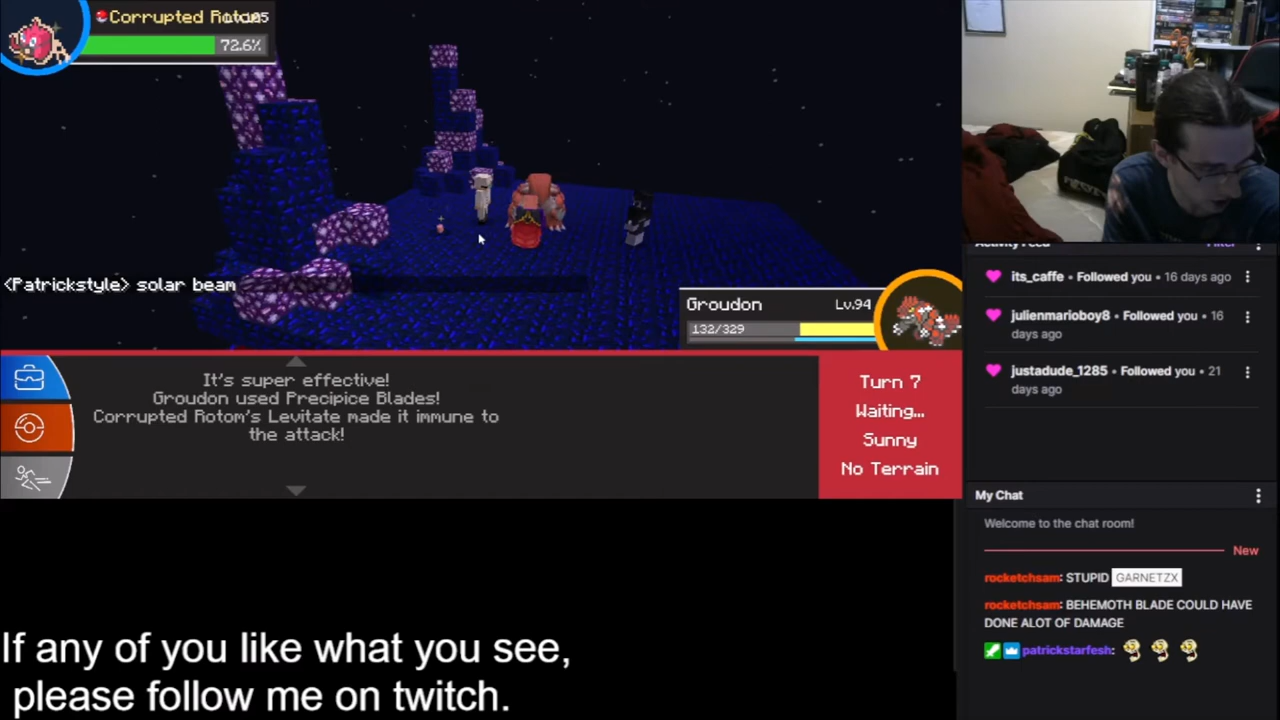 Corrupted Rotom
72.6%
<Patrickstyle> solar beam
Groudon Lv.94
132/329
It's super effective!
Groudon used Precipice Blades!
Corrupted Rotom's Levitate made it immune to
the attack!
Turn 7
Waiting...
Sunny
No Terrain
If any of you like what you see,
please follow me on twitch.
Activity Feed Filter
its_caffe • Followed you • 16 days ago
julienmarioboy8 • Followed you • 16
days ago
justadude_1285 • Followed you • 21
days ago
My Chat
Welcome to the chat room!
New
rocketchsam: STUPID GARNETZX
rocketchsam: BEHEMOTH BLADE COULD HAVE
DONE ALOT OF DAMAGE
patrickstarfesh: